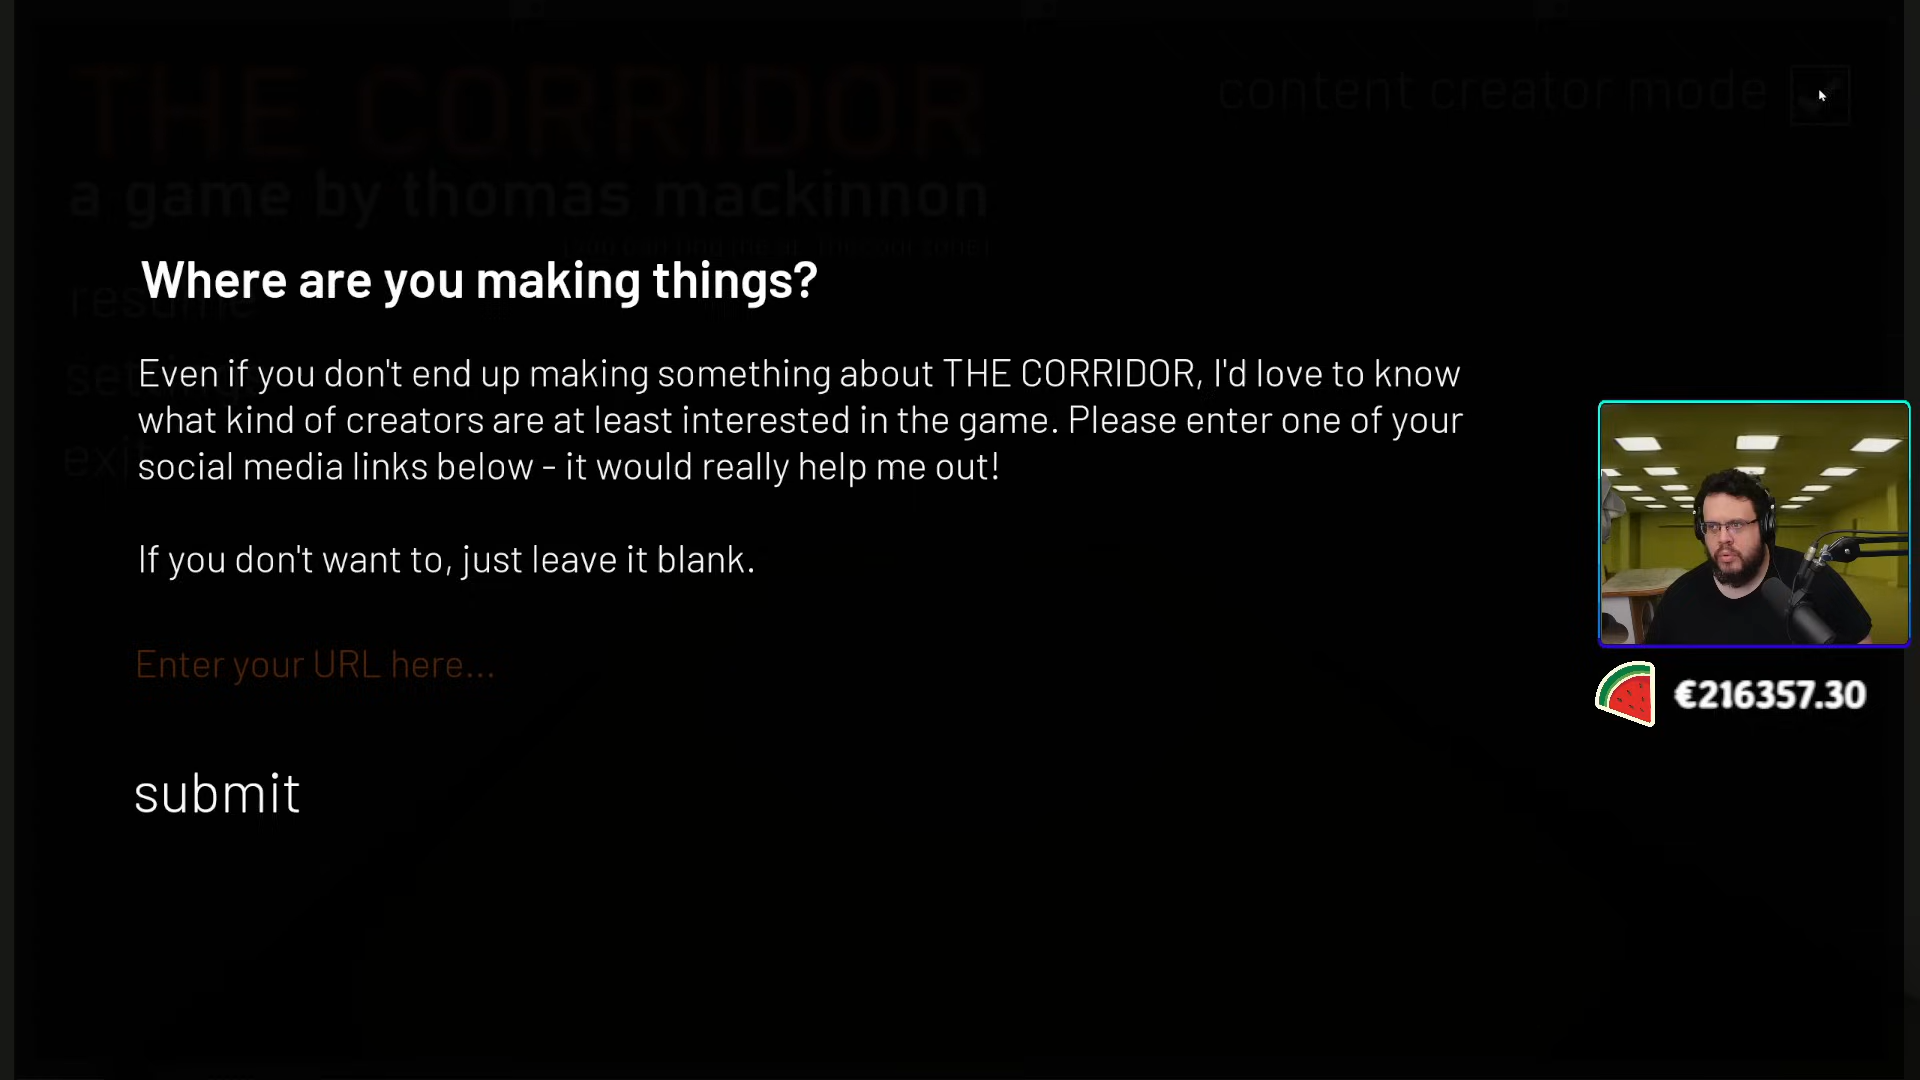 THE CORRIDOR
content creator mode
a game by thomas mackinnon
resume
Where are you making things?
Even if you don't end up making something about THE CORRIDOR, I'd love to know
what kind of creators are at least interested in the game. Please enter one of your
social media links below - it would really help me out!
exit
If you don't want to, just leave it blank.
Enter your URL here...
€216357.30
submit